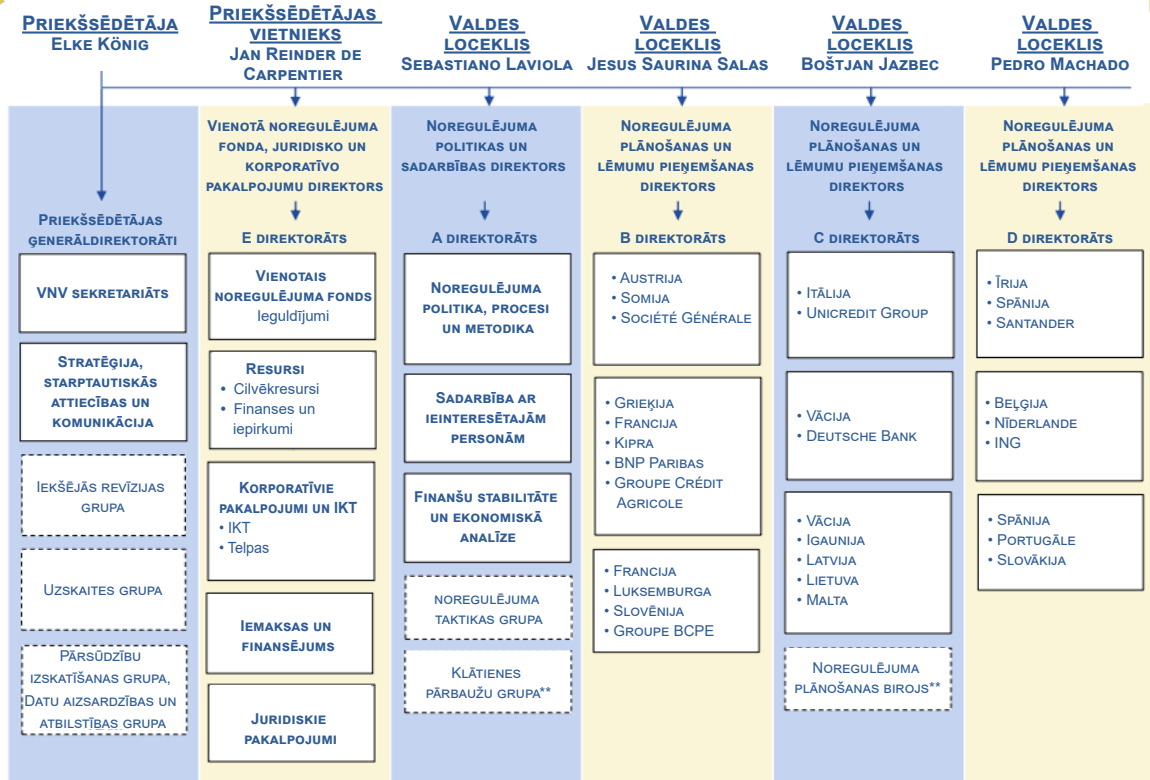 PRIEKŠSĒDĒTĀJA
ELKE KÖNIG
PRIEKŠSĒDĒTĀJAS
VIETNIEKS
JAN REINDER DE
CARPENTIER
VALDES
LOCEKLIS
SEBASTIANO LAVIOLA
VALDES
LOCEKLIS
JESUS SAURINA SALAS
VALDES
LOCEKLIS
BOŠTJAN JAZBEC
VALDES
LOCEKLIS
PEDRO MACHADO
PRIEKŠSĒDĒTĀJAS
ĢENERĀLDIREKTORĀTI
VNV SEKRETARIĀTS
STRATĒĢIJA,
STARPTAUTISKĀS
ATTIECĪBAS UN
KOMUNIKĀCIJA
IEKŠĒJĀS REVĪZIJAS
GRUPA
UZSKAITES GRUPA
PĀRSŪDZĪBU
IZSKATĪŠANAS GRUPA,
DATU AIZSARDZĪBAS UN
ATBILSTĪBAS GRUPA
VIENOTĀ NOREGULĒJUMA
FONDA, JURIDISKO UN
KORPORATĪVO
PAKALPOJUMU DIREKTORS
E DIREKTORĀTS
VIENOTAIS
NOREGULĒJUMA FONDS
Ieguldījumi
RESURSI
• Cilvēkresursi
• Finanses un
iepirkumi
KORPORATĪVIE
PAKALPOJUMI UN IKT
• IKT
• Telpas
IEMAKSAS UN
FINANSĒJUMS
JURIDISKIE
PAKALPOJUMI
NOREGULĒJUMA
POLITIKAS UN
SADARBĪBAS DIREKTORS
A DIREKTORĀTS
NOREGULĒJUMA
POLITIKA, PROCESI
UN METODIKA
SADARBĪBA AR
IEINTERESĒTAJĀM
PERSONĀM
FINANŠU STABILITĀTE
UN EKONOMISKĀ
ANALĪZE
NOREGULĒJUMA
TAKTIKAS GRUPA
KLĀTIENES
PĀRBAUŽU GRUPA**
NOREGULĒJUMA
PLĀNOŠANAS UN
LĒMUMU PIEŅEMŠANAS
DIREKTORS
B DIREKTORĀTS
• AUSTRIJA
• SOMIJA
• SOCIÉTÉ GÉNÉRALE
• GRIEĶIJA
• FRANCIJA
• KIPRA
• BNP PARIBAS
• GROUPE CRÉDIT
AGRICOLE
• FRANCIJA
• LUKSEMBURGA
• SLOVĒNIJA
• GROUPE BCPE
NOREGULĒJUMA
PLĀNOŠANAS UN
LĒMUMU PIEŅEMŠANAS
DIREKTORS
C DIREKTORĀTS
• ITĀLIJA
• UNICREDIT GROUP
• VĀCIJA
• DEUTSCHE BANK
• VĀCIJA
• IGAUNIJA
• LATVIJA
• LIETUVA
• MALTA
NOREGULĒJUMA
PLĀNOŠANAS BIROJS**
NOREGULĒJUMA
PLĀNOŠANAS UN
LĒMUMU PIEŅEMŠANAS
DIREKTORS
D DIREKTORĀTS
• ĪRIJA
• SPĀNIJA
• SANTANDER
• BEĻĢIJA
• NĪDERLANDE
• ING
• SPĀNIJA
• PORTUGĀLE
• SLOVĀKIJA